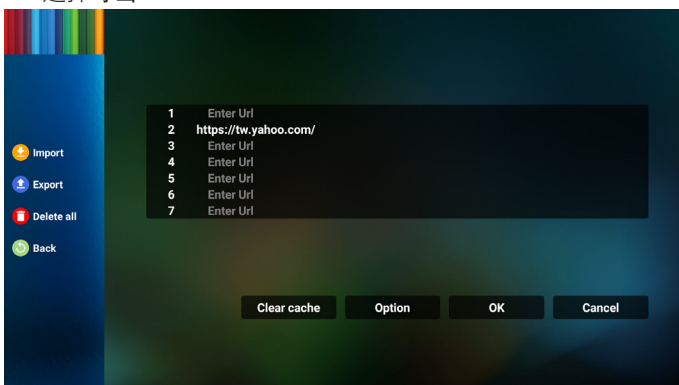 1 Enter Url
2 https://tw.yahoo.com/
3 Enter Url
4 Enter Url
5 Enter Url
6 Enter Url
7 Enter Url
Import
Export
Delete all
Back
Clear cache Option OK Cancel